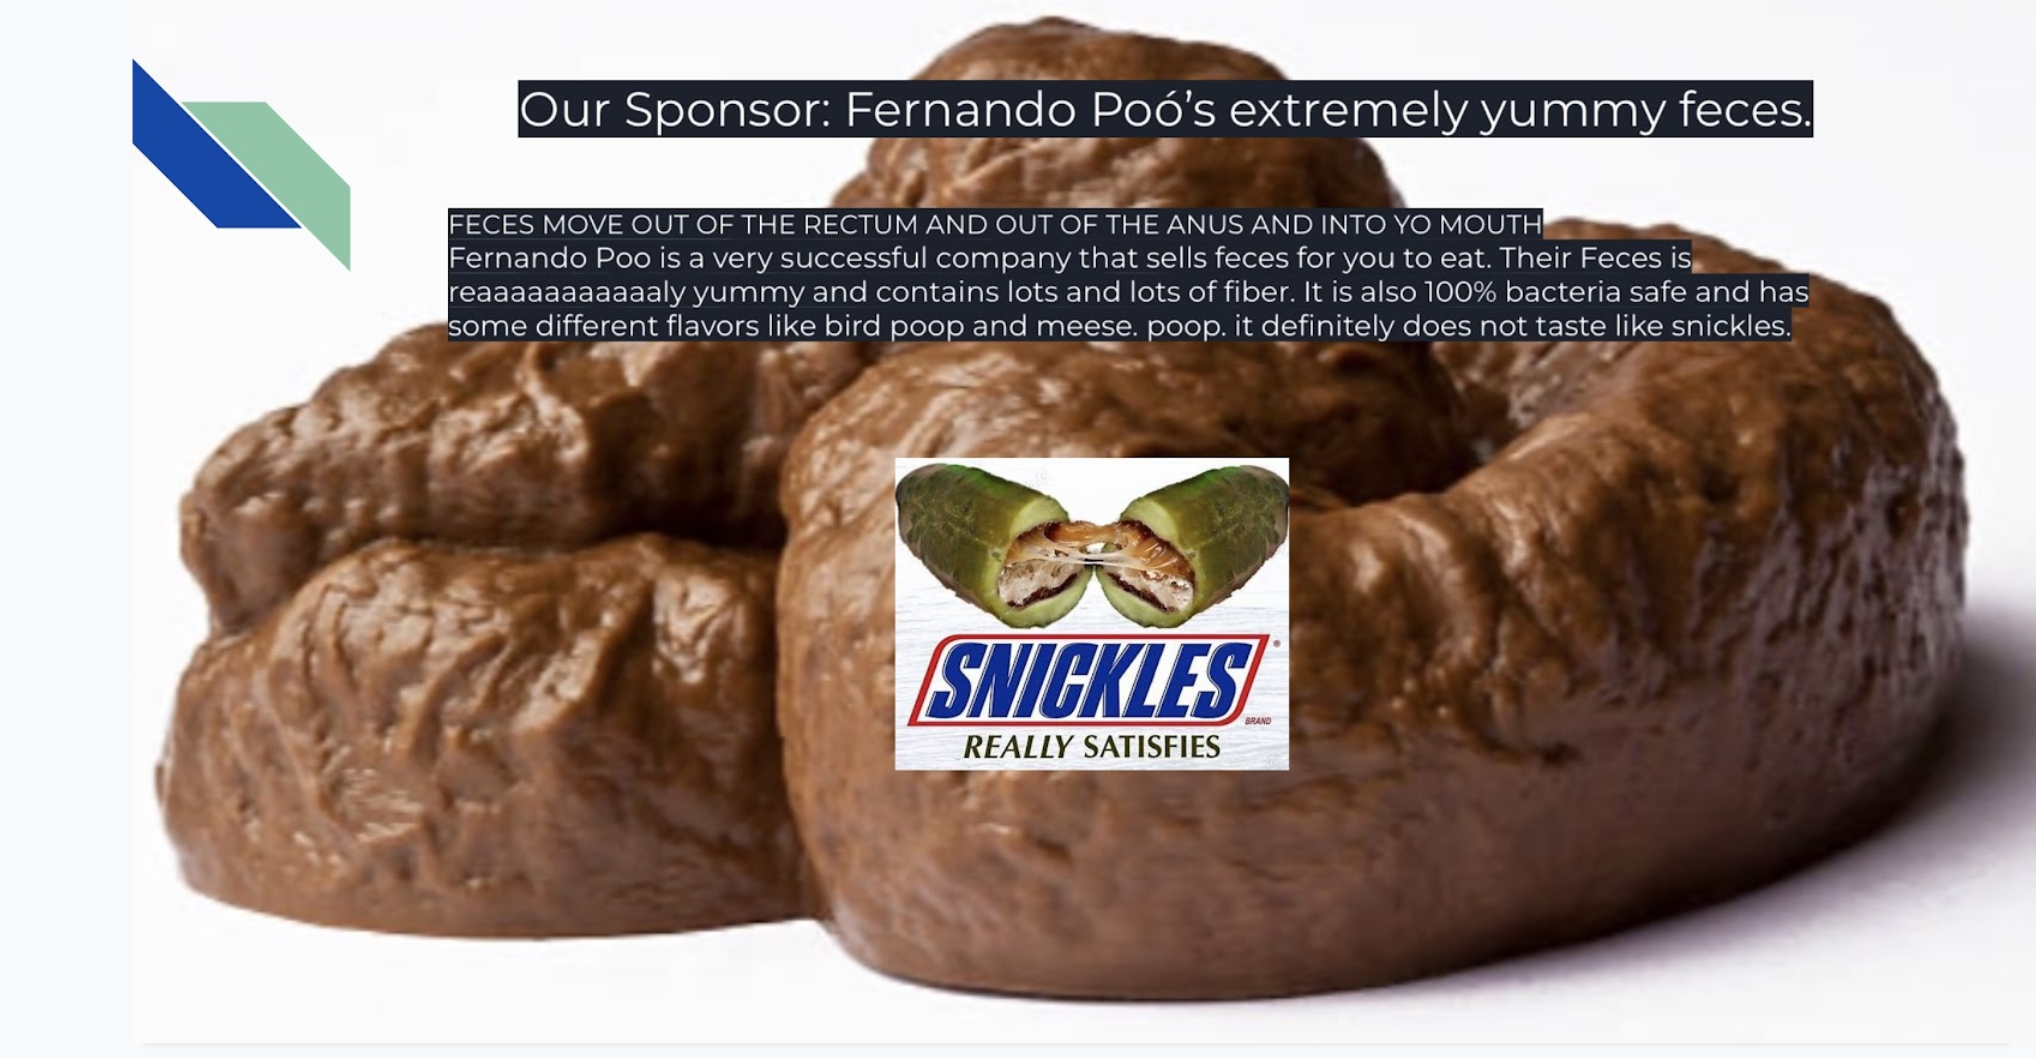 Our Sponsor: Fernando Poó’s extremely yummy feces.
FECES MOVE OUT OF THE RECTUM AND OUT OF THE ANUS AND INTO YO MOUTH
Fernando Poo is a very successful company that sells feces for you to eat. Their Feces is
reaaaaaaaaaaaly yummy and contains lots and lots of fiber. It is also 100% bacteria safe and has
some different flavors like bird poop and meese. poop. it definitely does not taste like snickles.
SNICKLES®
BRAND
REALLY SATISFIES